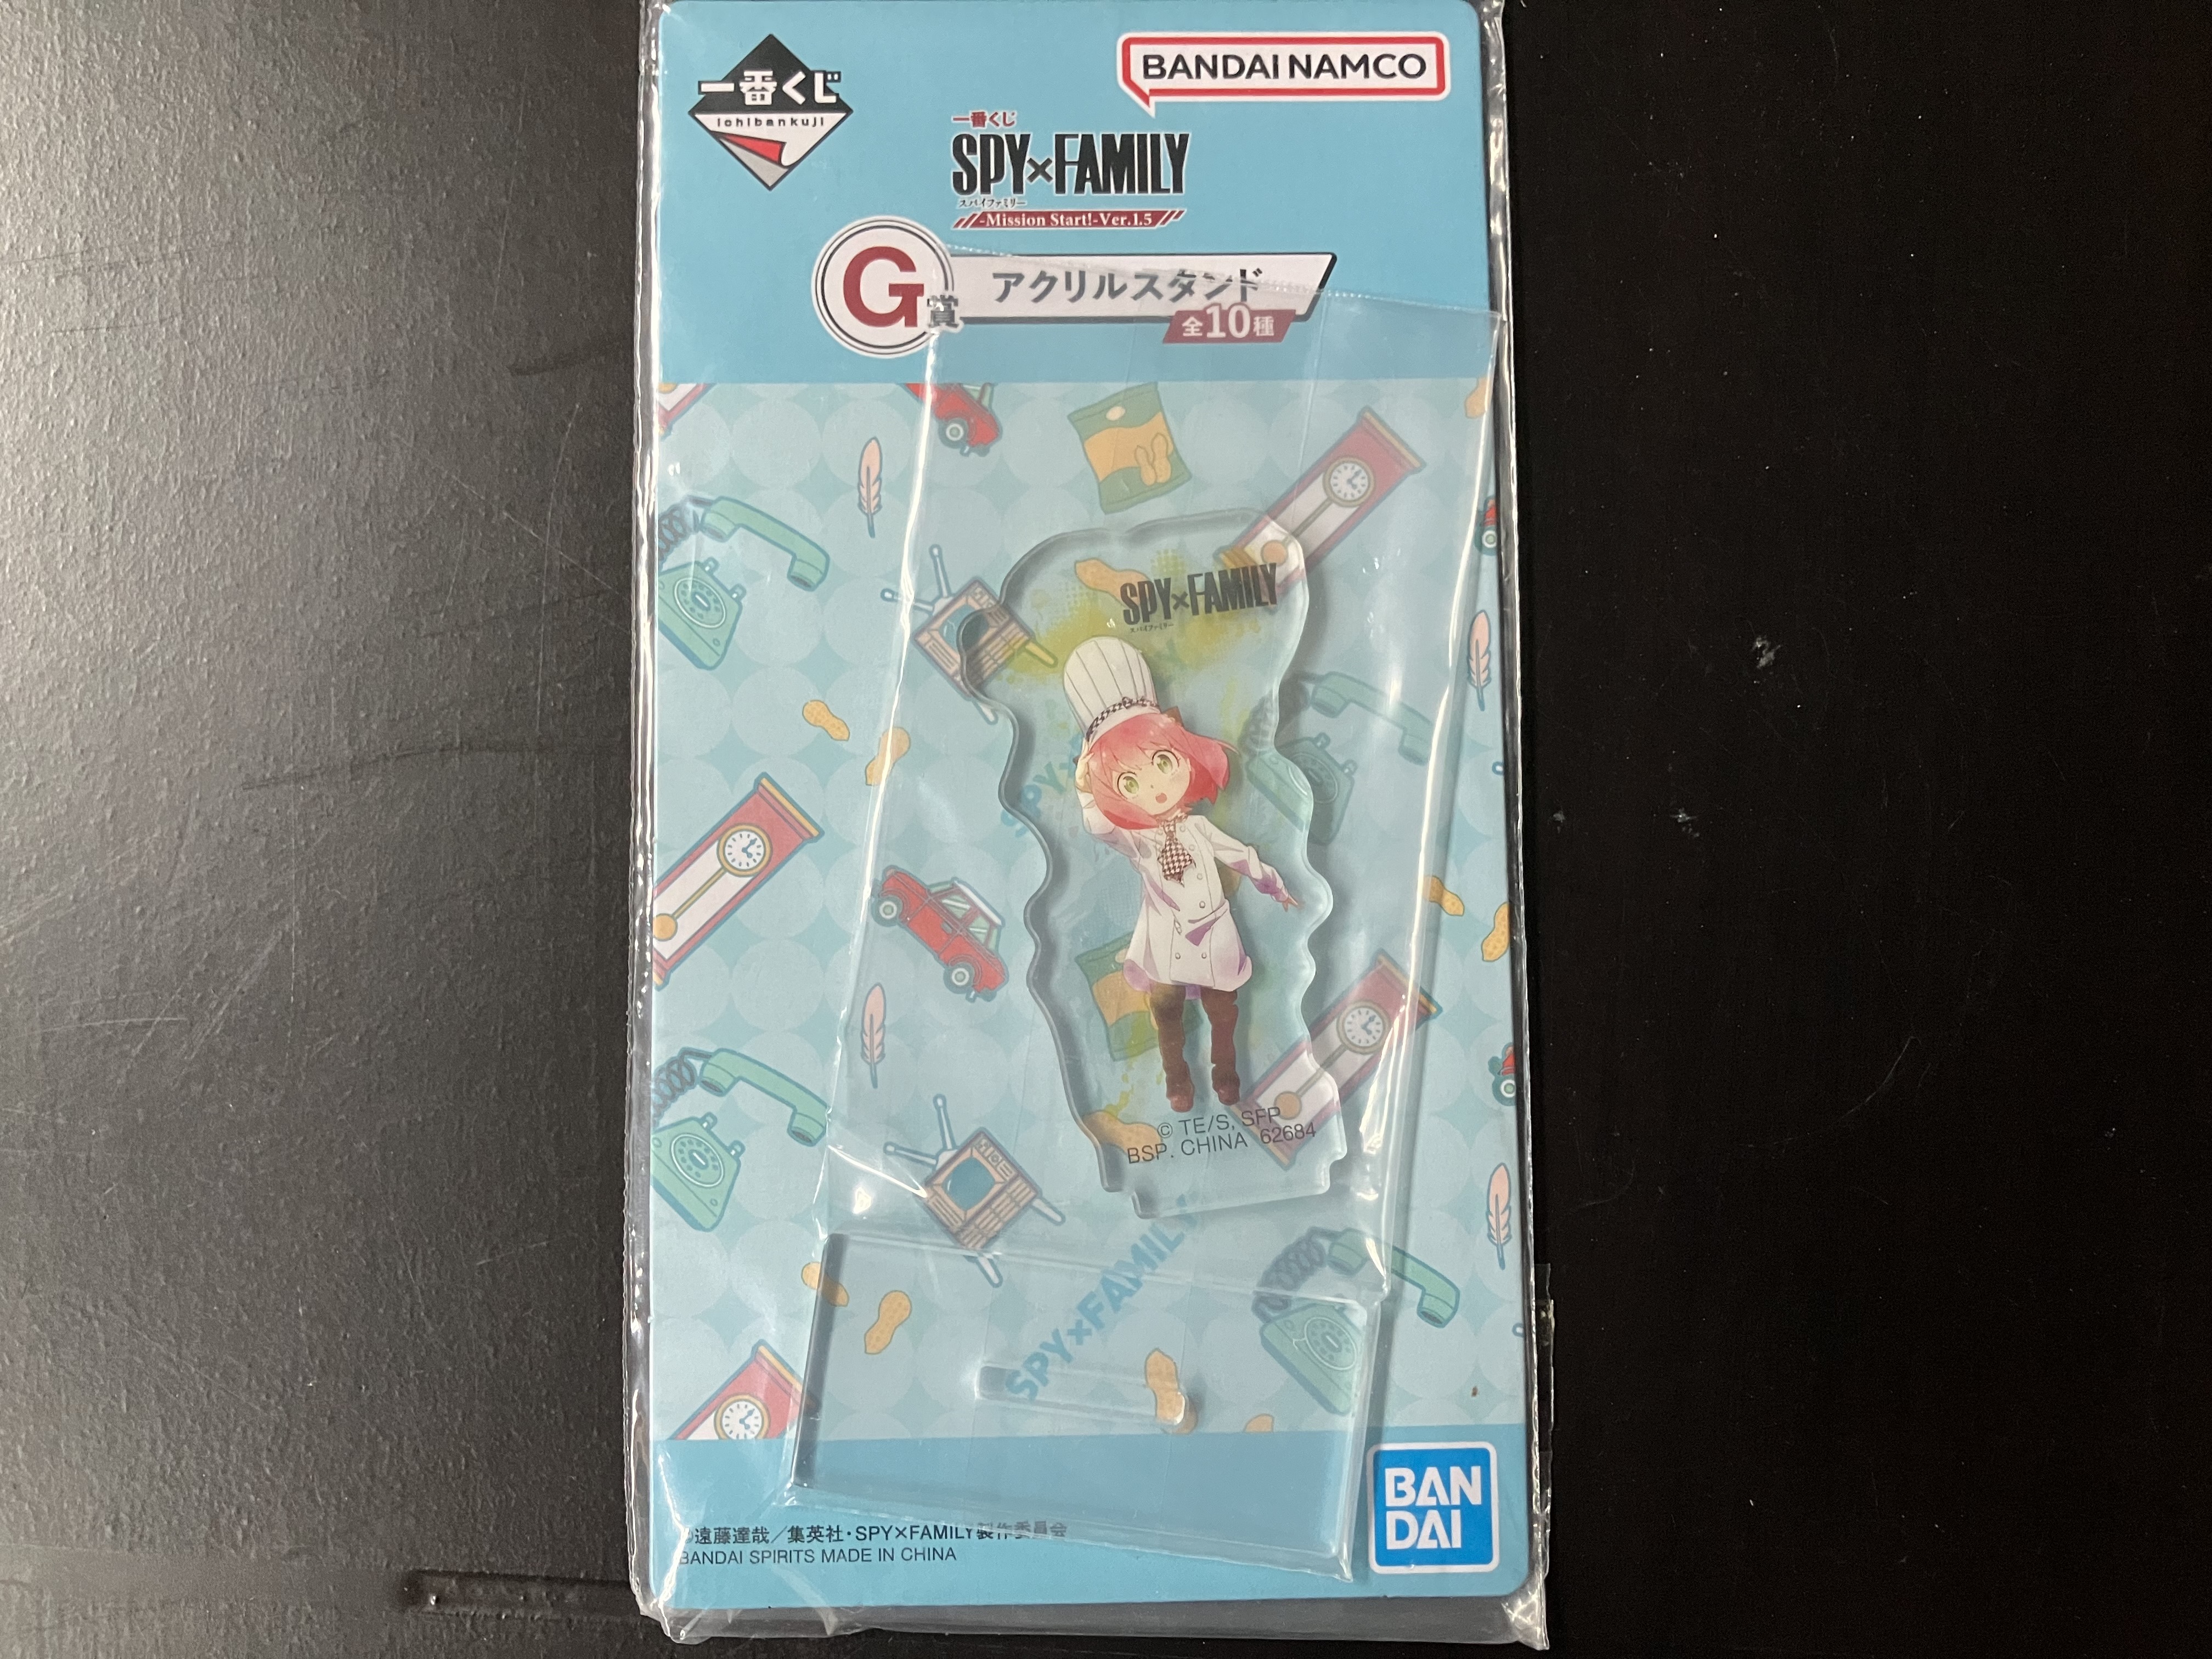 一番くじ
ichibankuji
BANDAI NAMCO
一番くじ
SPY×FAMILY
スパイファミリー
-Mission Start!-Ver.1.5
G賞
アクリルスタンド
全10種
SPY×FAMILY
スパイファミリー
© TE/S, SFP
BSP. CHINA 62684
SPY×FAMILY
©遠藤達哉／集英社・SPY×FAMILY製作委員会
BANDAI SPIRITS MADE IN CHINA
BAN
DAI